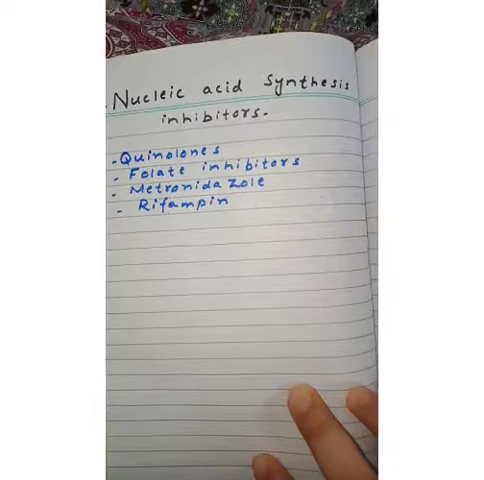 Nucleic acid synthesis
inhibitors.
- Quinolones
- Folate inhibitors
- Metronidazole
- Rifampin